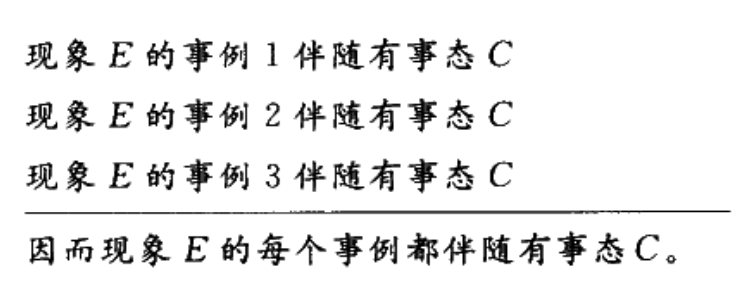 现象 E 的事例 1 伴随有事态 C
现象 E 的事例 2 伴随有事态 C
现象 E 的事例 3 伴随有事态 C
因而现象 E 的每个事例都伴随有事态 C。